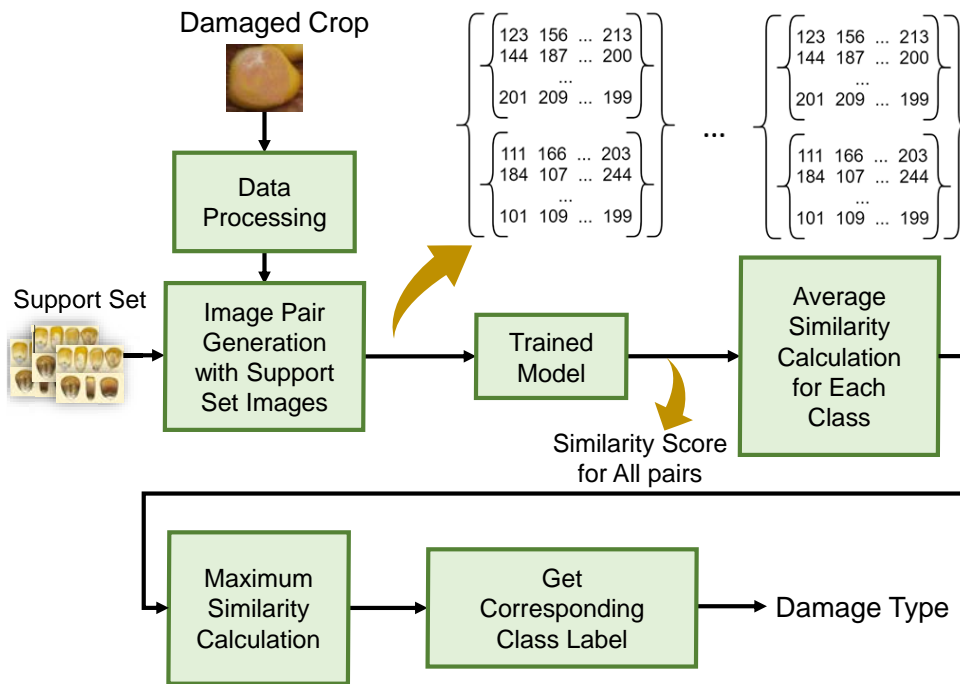 Damaged Crop
123 156 ... 213
144 187 ... 200
...
201 209 ... 199
111 166 ... 203
184 107 ... 244
...
101 109 ... 199
...
123 156 ... 213
144 187 ... 200
...
201 209 ... 199
111 166 ... 203
184 107 ... 244
...
101 109 ... 199
Data
Processing
Support Set
Image Pair
Generation
with Support
Set Images
Trained
Model
Similarity Score
for All pairs
Average
Similarity
Calculation
for Each
Class
Maximum
Similarity
Calculation
Get
Corresponding
Class Label
Damage Type